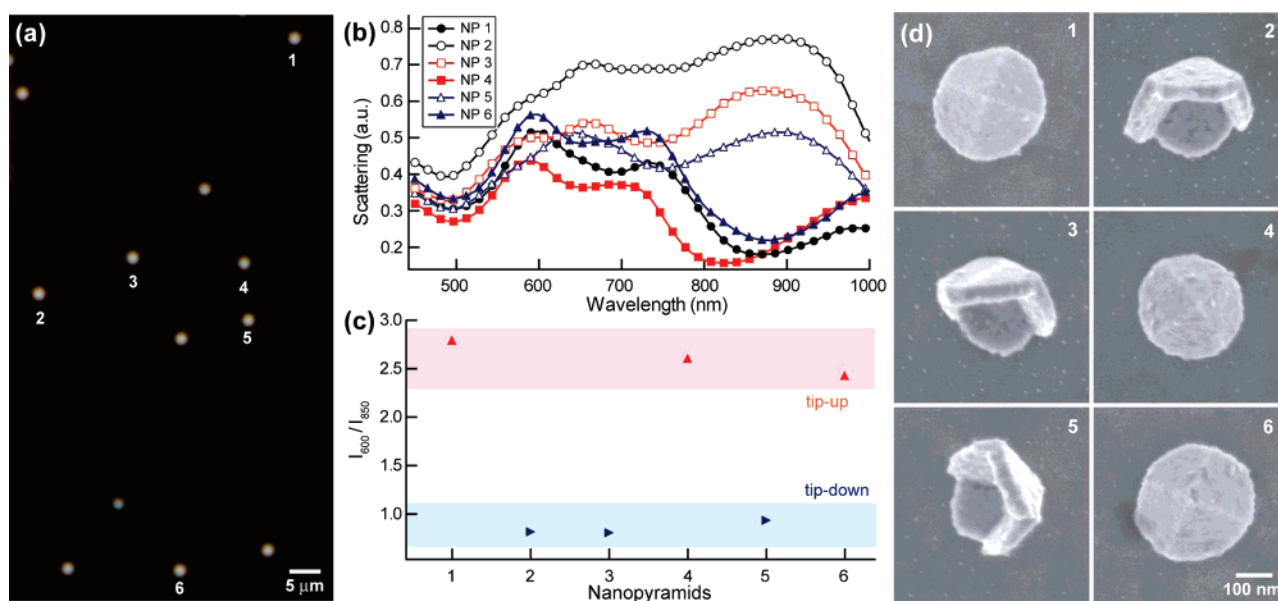 (a)
1
2
3
4
5
6
5 μm
(b)
NP 1
NP 2
NP 3
NP 4
NP 5
NP 6
Scattering (a.u.)
0.8
0.7
0.6
0.5
0.4
0.3
0.2
500 600 700 800 900 1000
Wavelength (nm)
(c)
I600 / I850
3.0
2.5
2.0
1.5
1.0
tip-up
tip-down
1 2 3 4 5 6
Nanopyramids
(d)
1
2
3
4
5
6
100 nm